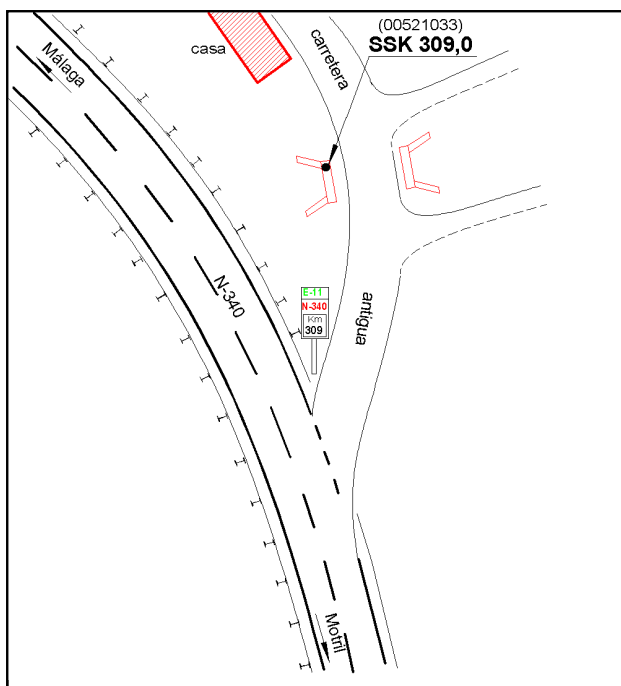 (00521033)
SSK 309,0
casa
carretera
Málaga
N-340
E-11
N-340
Km
309
antigua
Motril